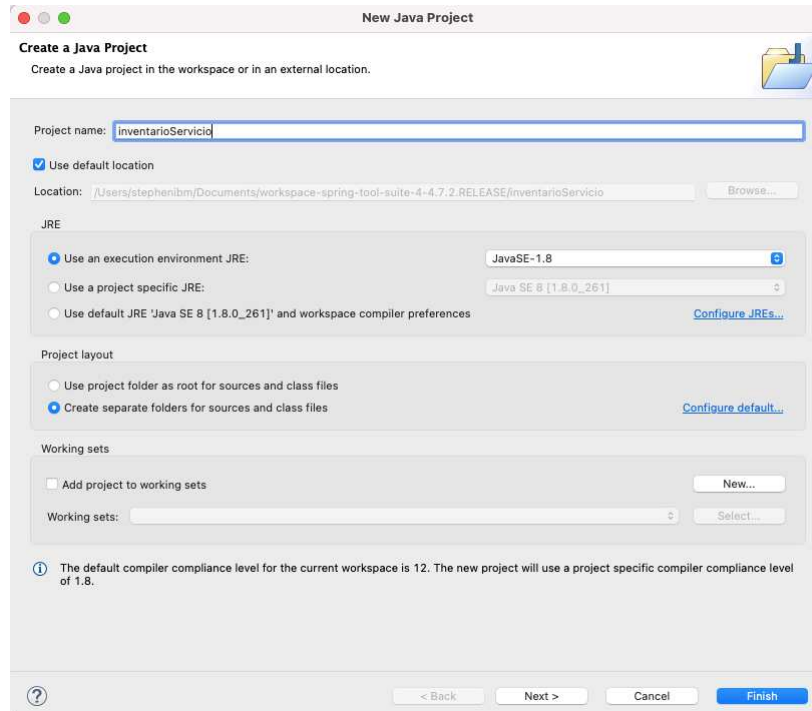 New Java Project
Create a Java Project
Create a Java project in the workspace or in an external location.
Project name: inventarioServicio
Use default location
Location: /Users/stephenibm/Documents/workspace-spring-tool-suite-4-4.7.2.RELEASE/inventarioServicio Browse...
JRE
Use an execution environment JRE: JavaSE-1.8
Use a project specific JRE: Java SE 8 [1.8.0_261]
Use default JRE 'Java SE 8 [1.8.0_261]' and workspace compiler preferences Configure JREs...
Project layout
Use project folder as root for sources and class files
Create separate folders for sources and class files Configure default...
Working sets
Add project to working sets New...
Working sets: Select...
The default compiler compliance level for the current workspace is 12. The new project will use a project specific compiler compliance level
of 1.8.
? < Back Next > Cancel Finish